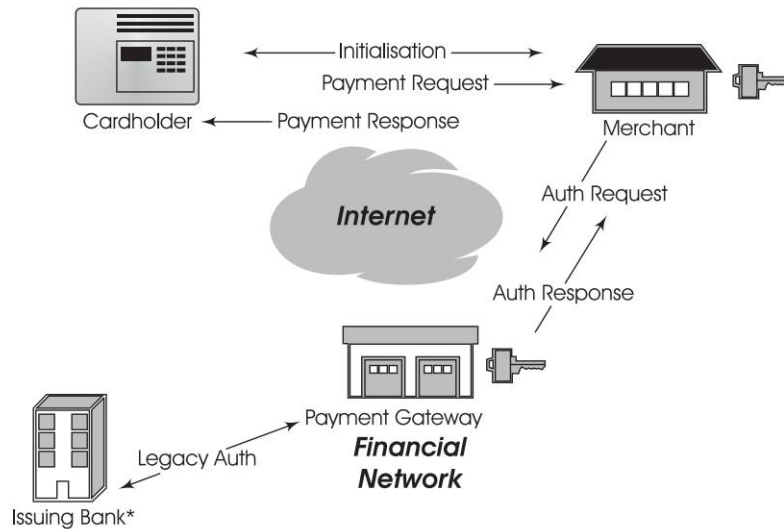 Initialisation
Payment Request
Cardholder
Payment Response
Merchant
Internet
Auth Request
Auth Response
Payment Gateway
Financial
Network
Legacy Auth
Issuing Bank*